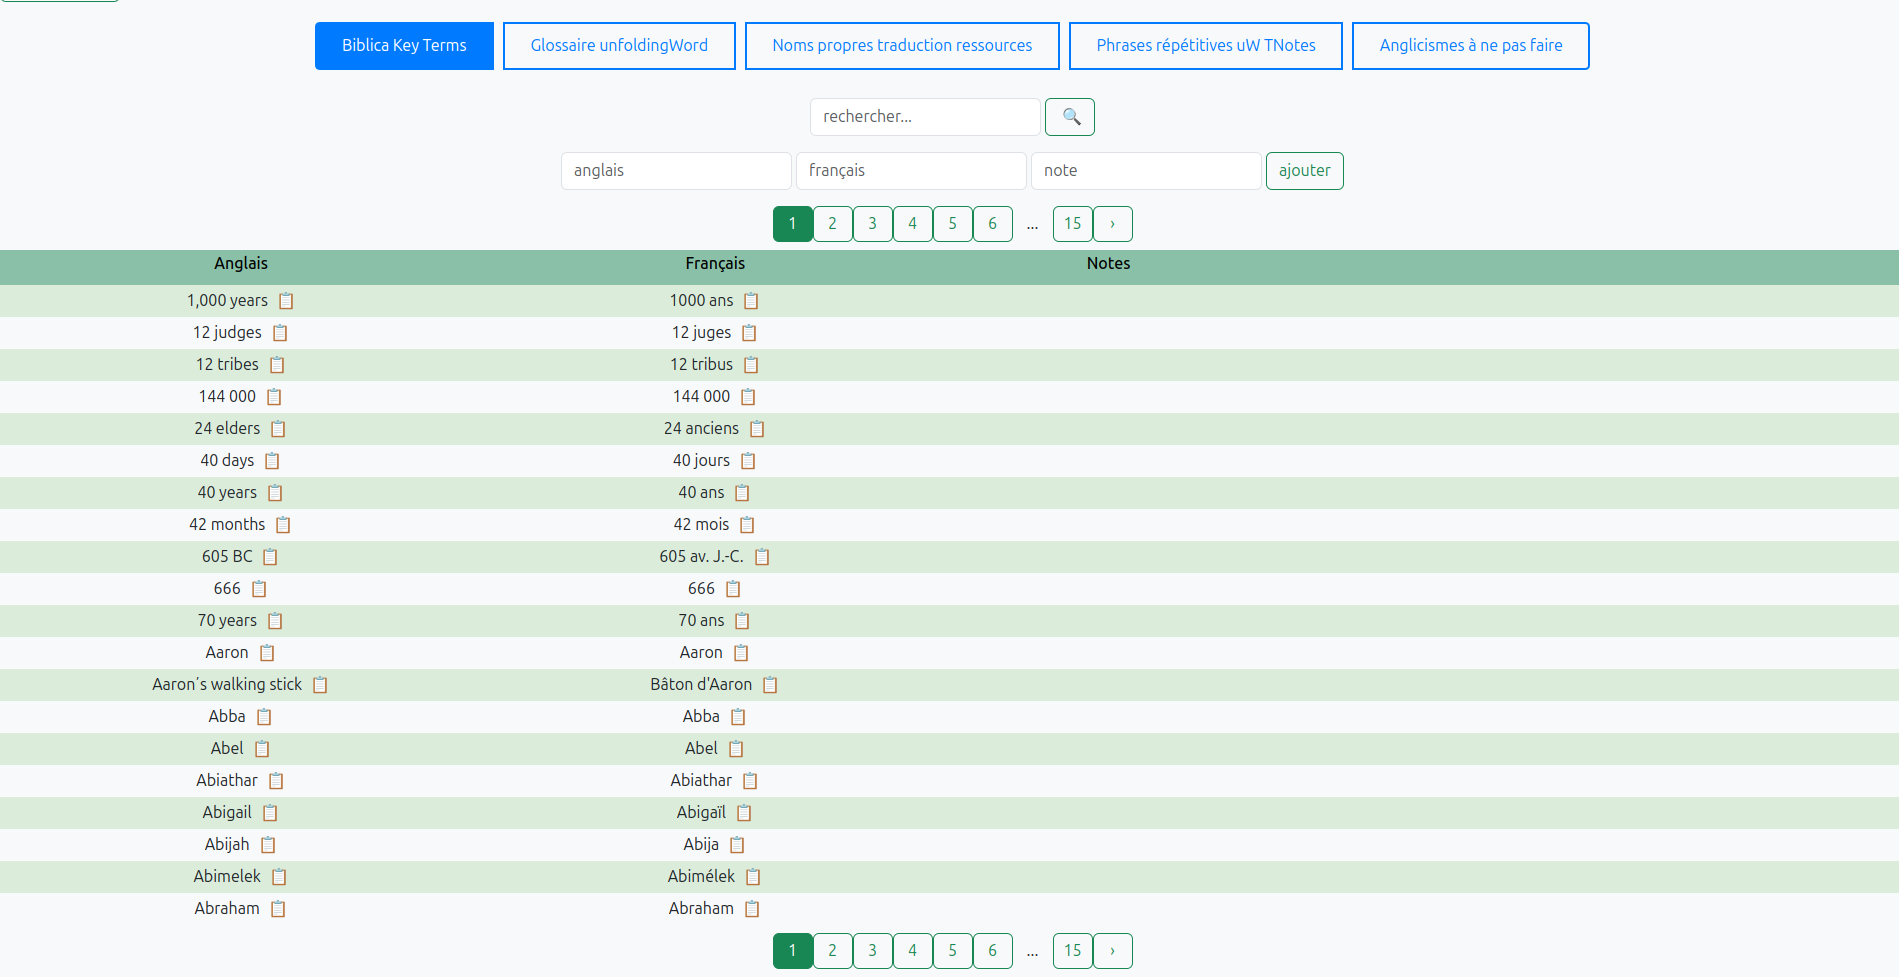 Biblica Key Terms Glossaire unfoldingWord Noms propres traduction ressources Phrases répétitives uW TNotes Anglicismes à ne pas faire
rechercher...
anglais français note ajouter
1 2 3 4 5 6 ... 15 ›
Anglais Français Notes
1,000 years 1000 ans
12 judges 12 juges
12 tribes 12 tribus
144 000 144 000
24 elders 24 anciens
40 days 40 jours
40 years 40 ans
42 months 42 mois
605 BC 605 av. J.-C.
666 666
70 years 70 ans
Aaron Aaron
Aaron's walking stick Bâton d'Aaron
Abba Abba
Abel Abel
Abiathar Abiathar
Abigail Abigaïl
Abijah Abija
Abimelek Abimélek
Abraham Abraham
1 2 3 4 5 6 ... 15 ›